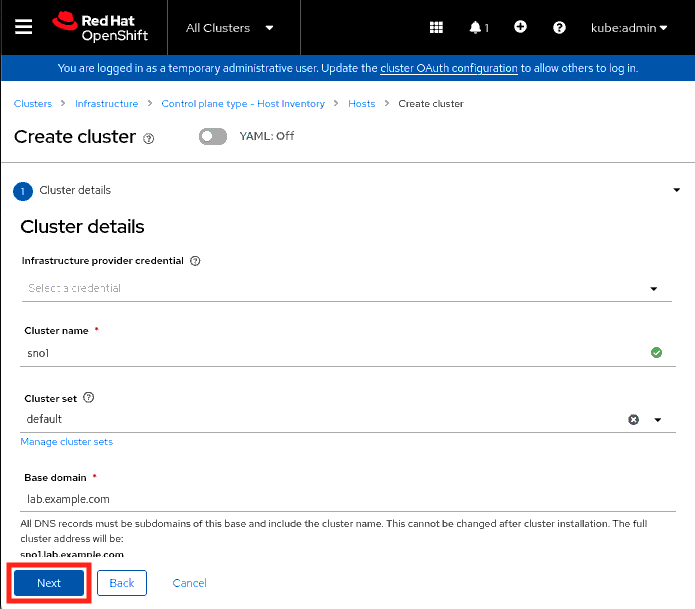 Red Hat
OpenShift
All Clusters
1
kube:admin
You are logged in as a temporary administrative user. Update the cluster OAuth configuration to allow others to log in.
Clusters > Infrastructure > Control plane type - Host Inventory > Hosts > Create cluster
Create cluster
YAML: Off
1 Cluster details
Cluster details
Infrastructure provider credential
Select a credential
Cluster name *
sno1
Cluster set
default
Manage cluster sets
Base domain *
lab.example.com
All DNS records must be subdomains of this base and include the cluster name. This cannot be changed after cluster installation. The full
cluster address will be:
sno1.lab.example.com
Next Back Cancel